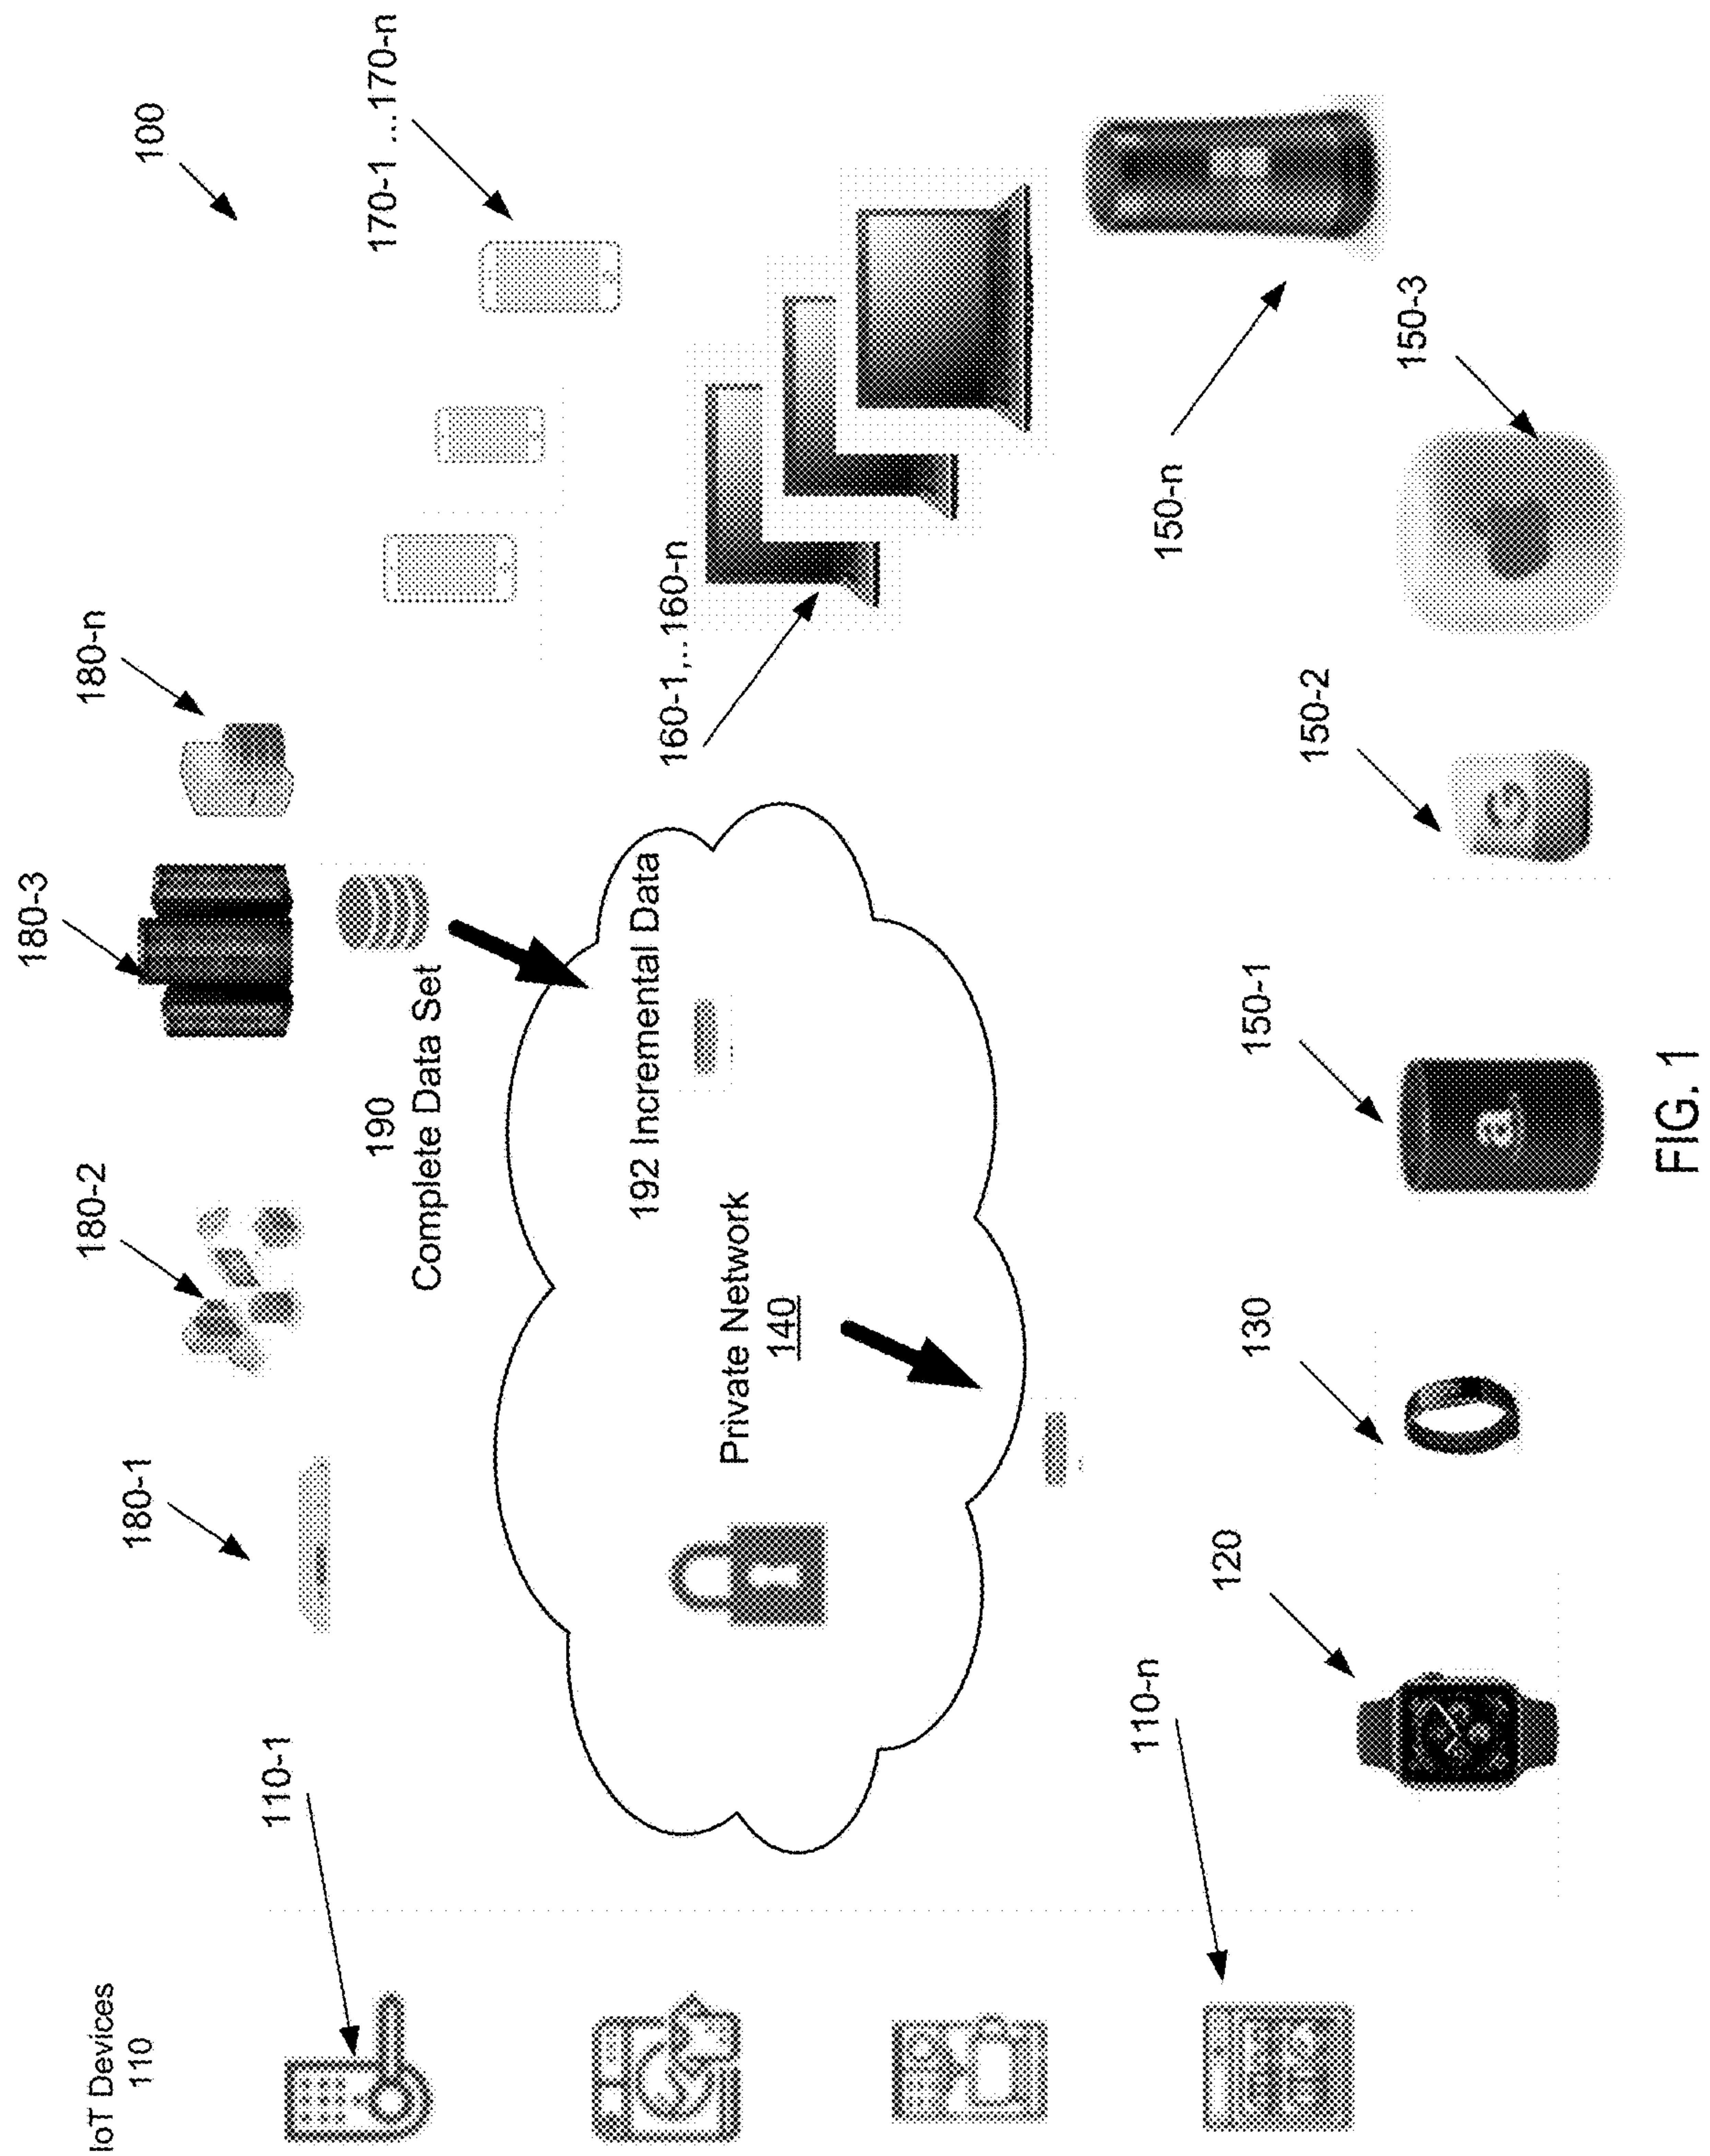 100
IoT Devices
110
110-1
180-1
180-2
180-3
180-n
170-1 ...170-n
190
Complete Data Set
192 Incremental Data
Private Network
140
160-1,...160-n
110-n
120
130
150-1
a
150-2
G
150-3
150-n
FIG. 1